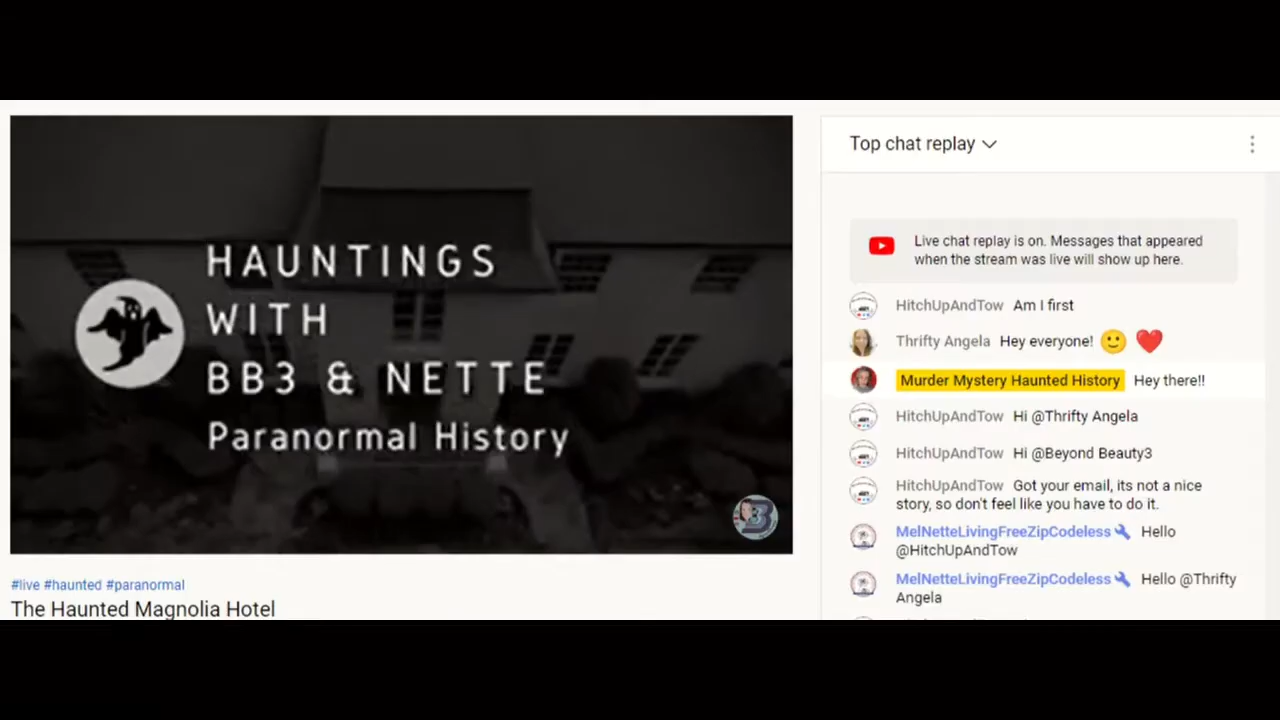 HAUNTINGS
WITH
BB3 & NETTE
Paranormal History
#live #haunted #paranormal
The Haunted Magnolia Hotel
Top chat replay
Live chat replay is on. Messages that appeared
when the stream was live will show up here.
HitchUpAndTow Am I first
Thrifty Angela Hey everyone! 🙂 ❤️
Murder Mystery Haunted History Hey there!!
HitchUpAndTow Hi @Thrifty Angela
HitchUpAndTow Hi @Beyond Beauty3
HitchUpAndTow Got your email, its not a nice
story, so don't feel like you have to do it.
MelNetteLivingFreeZipCodeless Hello
@HitchUpAndTow
MelNetteLivingFreeZipCodeless Hello @Thrifty
Angela